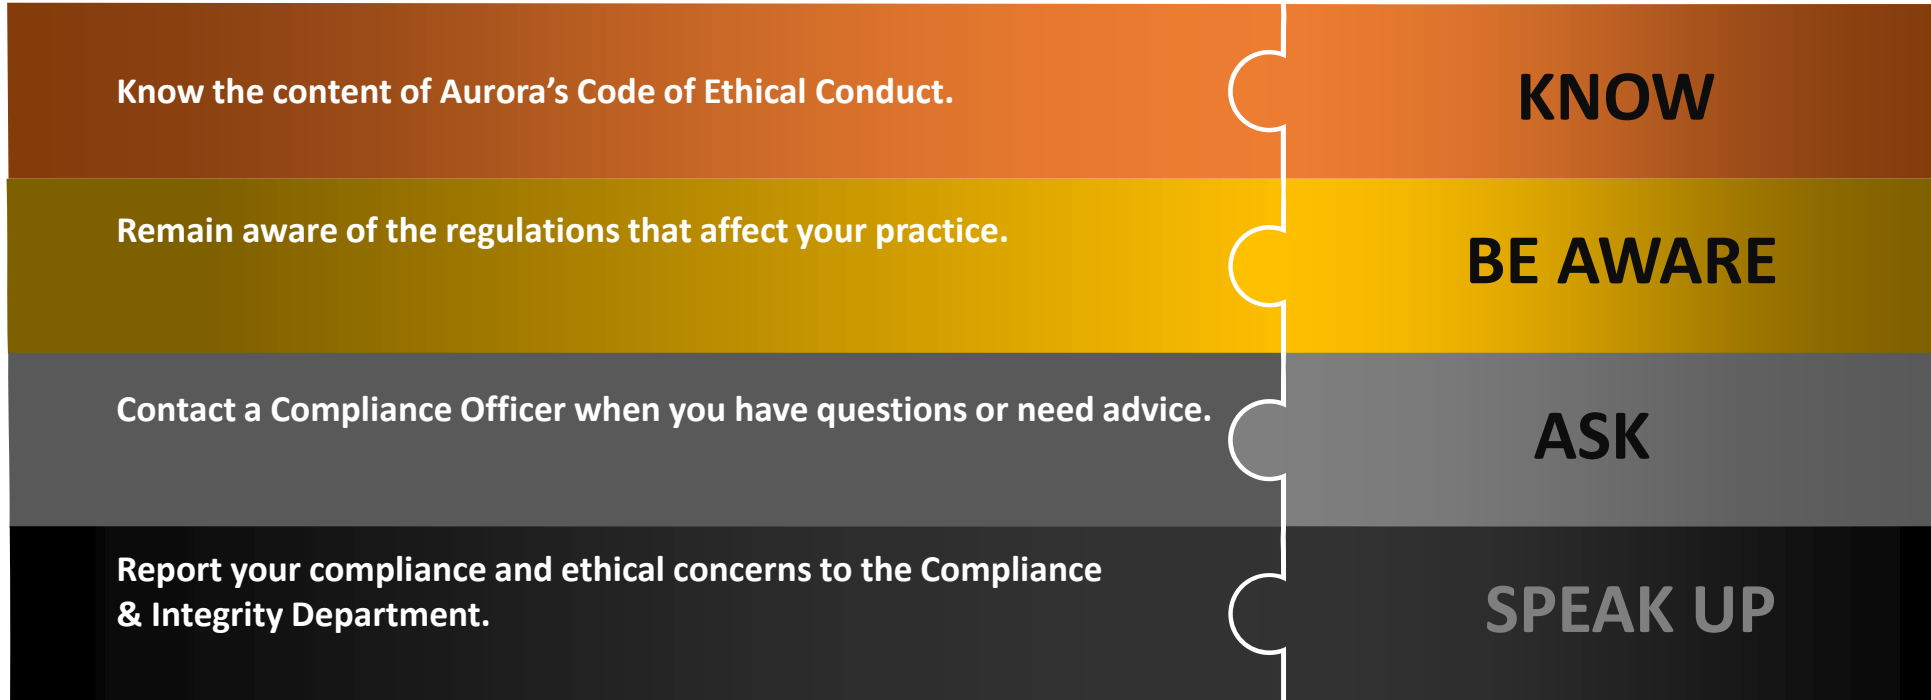 Know the content of Aurora’s Code of Ethical Conduct.
KNOW
Remain aware of the regulations that affect your practice.
BE AWARE
Contact a Compliance Officer when you have questions or need advice.
ASK
Report your compliance and ethical concerns to the Compliance
& Integrity Department.
SPEAK UP